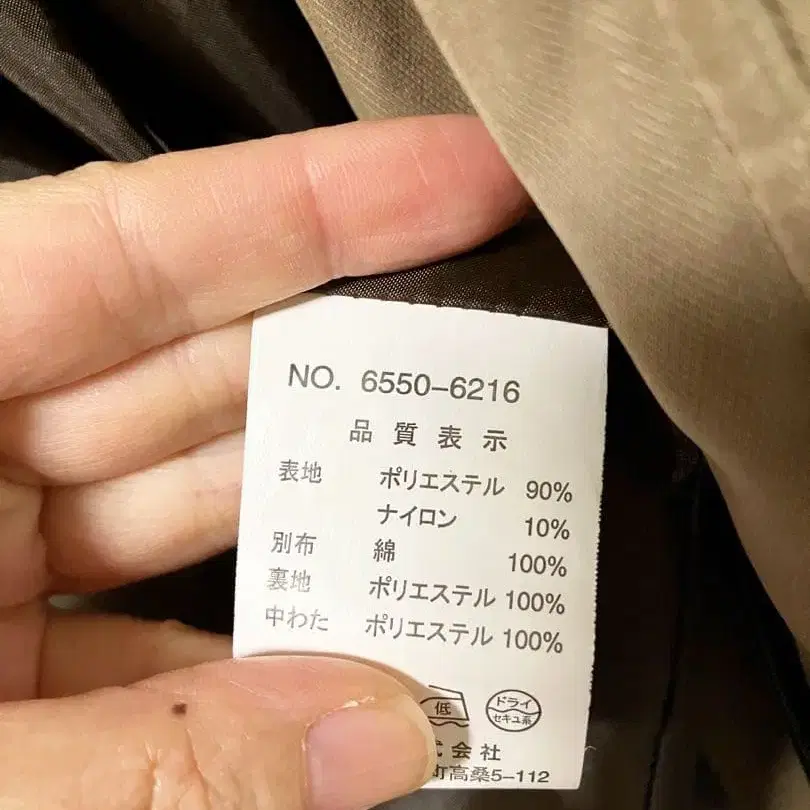 NO. 6550-6216
品質表示
表地 ポリエステル 90%
ナイロン 10%
別布 綿 100%
裏地 ポリエステル 100%
中わた ポリエステル 100%
低 ドライ セキユ系
式会社
町高桑5-112